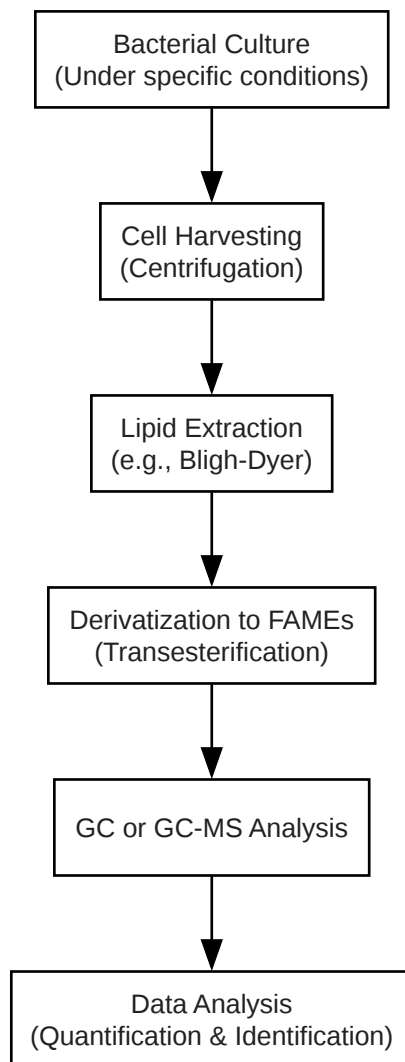 Bacterial Culture
(Under specific conditions)
Cell Harvesting
(Centrifugation)
Lipid Extraction
(e.g., Bligh-Dyer)
Derivatization to FAMEs
(Transesterification)
GC or GC-MS Analysis
Data Analysis
(Quantification & Identification)